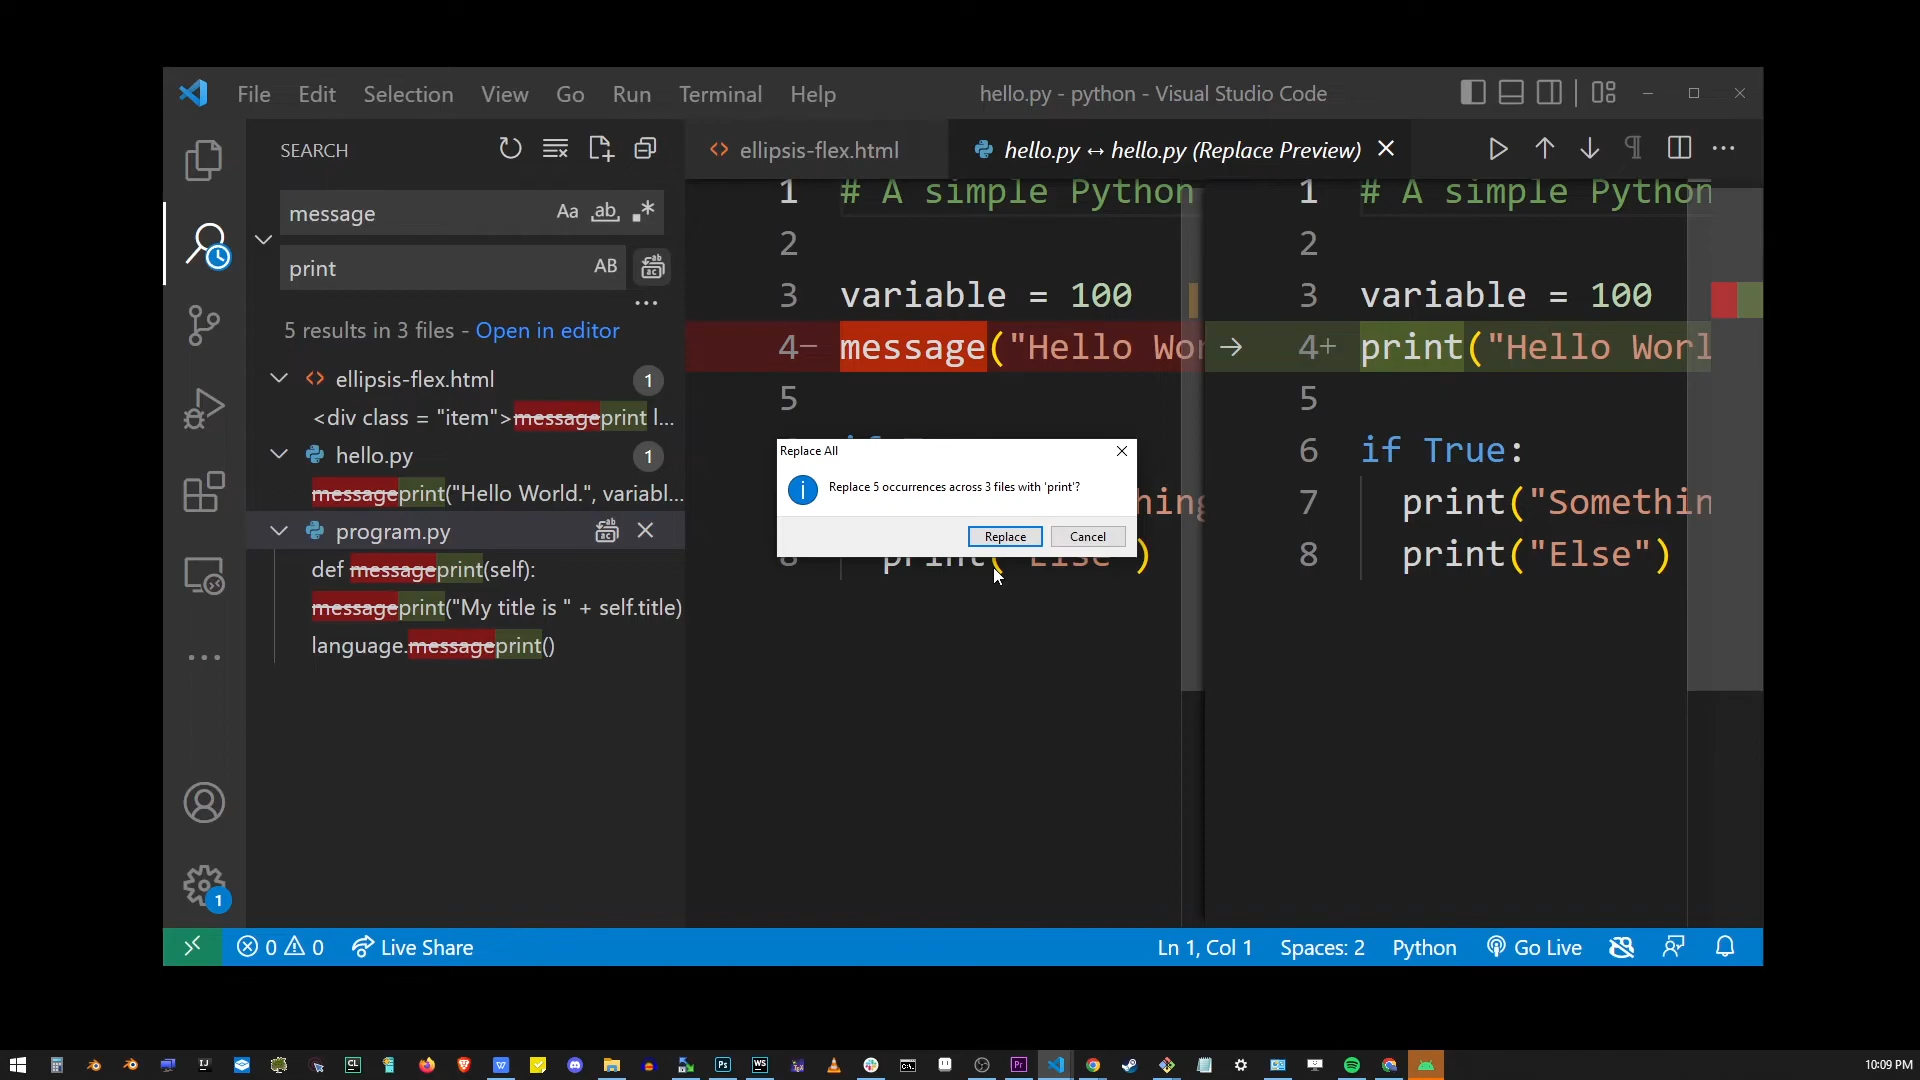 File Edit Selection View Go Run Terminal Help
hello.py - python - Visual Studio Code
SEARCH
message
Aa ab .*
print
AB
5 results in 3 files - Open in editor
ellipsis-flex.html
1
<div class = "item">messageprint l...
hello.py
1
messageprint("Hello World.", variabl...
program.py
def messageprint(self):
messageprint("My title is " + self.title)
language.messageprint()
ellipsis-flex.html
hello.py ↔ hello.py (Replace Preview)
1 # A simple Python
2
3 variable = 100
4− message("Hello Wor
5
8 print("Else")
1 # A simple Python
2
3 variable = 100
4+ print("Hello Worl
5
6 if True:
7 print("Somethin
8 print("Else")
Replace All
Replace 5 occurrences across 3 files with 'print'?
Replace
Cancel
1
0 0
Live Share
Ln 1, Col 1
Spaces: 2
Python
Go Live
10:09 PM